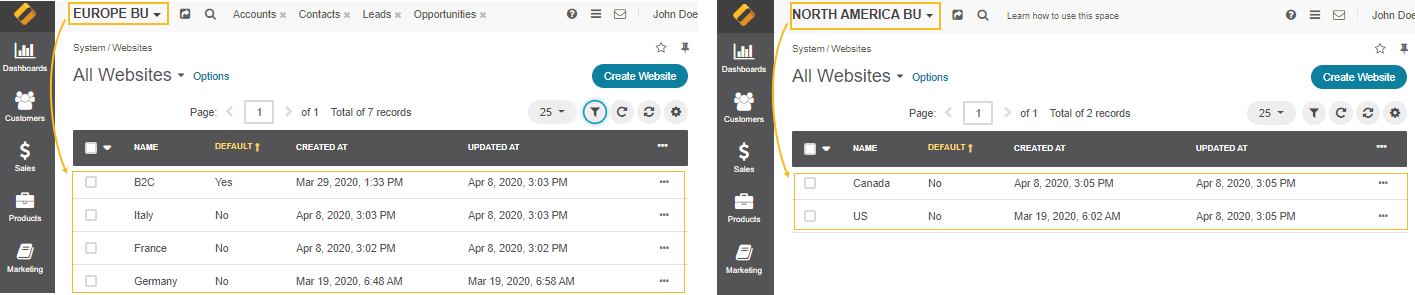 EUROPE BU Accounts Contacts Leads Opportunities John Doe
System / Websites
Dashboards
All Websites Options Create Website
Customers
Page: 1 of 1 Total of 7 records 25
NAME DEFAULT CREATED AT UPDATED AT
Sales
B2C Yes Mar 29, 2020, 1:33 PM Apr 8, 2020, 3:03 PM
Italy No Apr 8, 2020, 3:03 PM Apr 8, 2020, 3:03 PM
Products
France No Apr 8, 2020, 3:02 PM Apr 8, 2020, 3:02 PM
Marketing
Germany No Mar 19, 2020, 6:48 AM Mar 19, 2020, 6:58 AM
NORTH AMERICA BU Learn how to use this space John Doe
System / Websites
Dashboards
All Websites Options Create Website
Customers
Page: 1 of 1 Total of 2 records 25
NAME DEFAULT CREATED AT UPDATED AT
Sales
Canada No Apr 8, 2020, 3:05 PM Apr 8, 2020, 3:05 PM
US No Mar 19, 2020, 6:02 AM Apr 8, 2020, 3:05 PM
Products
Marketing